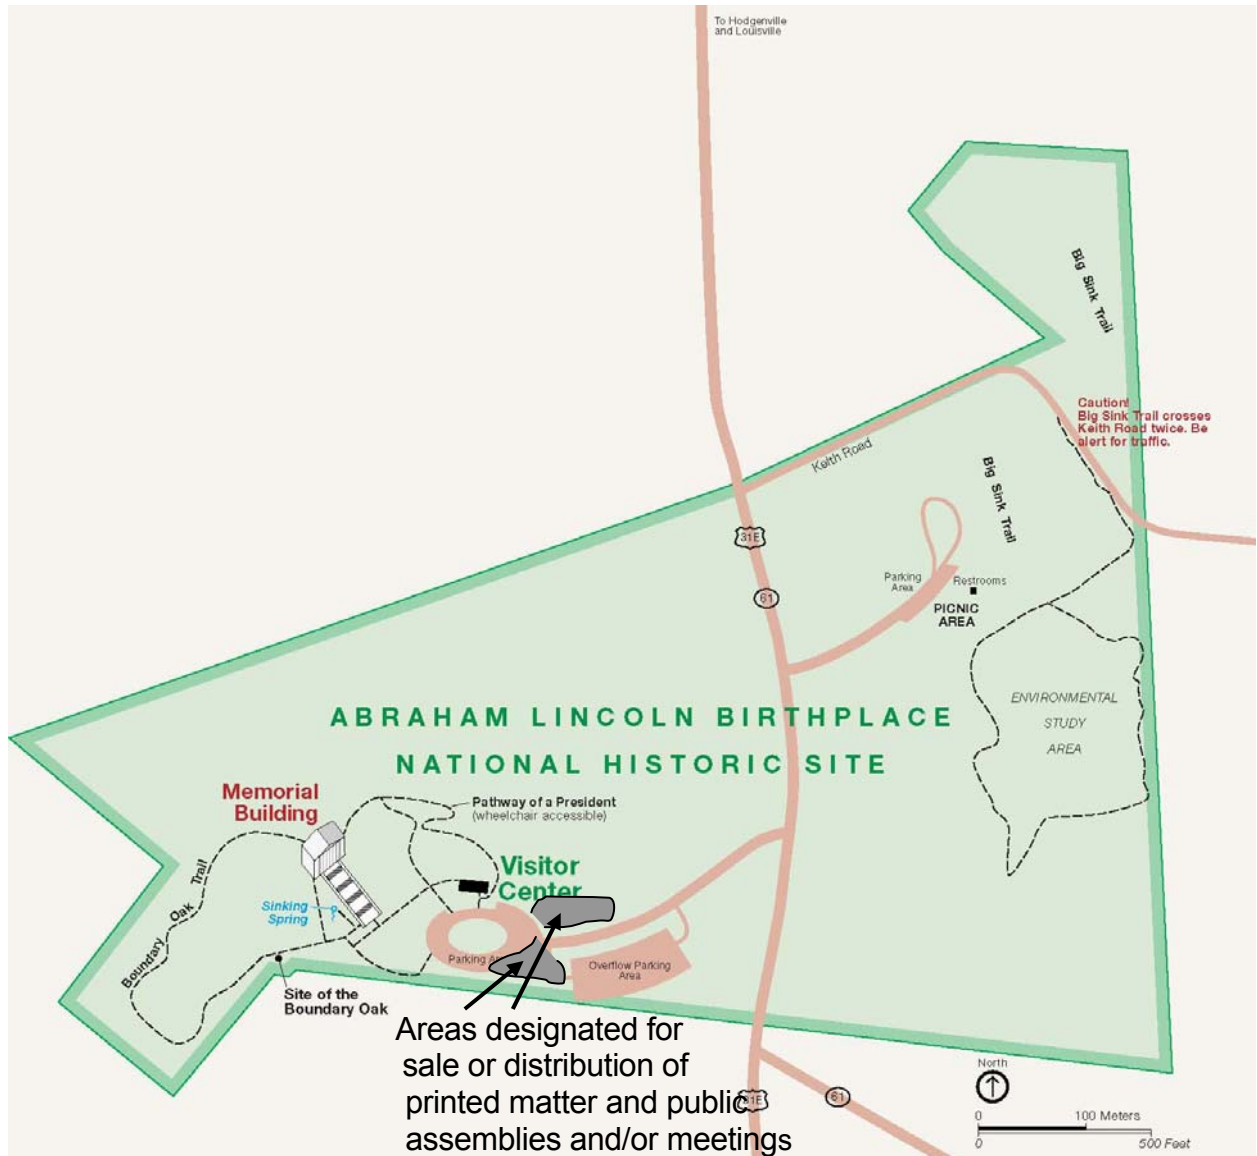 To Hodgenville
and Louisville
Big Sink Trail
Caution!
Big Sink Trail crosses
Keith Road twice. Be
alert for traffic.
Keith Road
Big Sink Trail
31E
61
Parking
Area
Restrooms
PICNIC
AREA
ENVIRONMENTAL
STUDY
AREA
ABRAHAM LINCOLN BIRTHPLACE
NATIONAL HISTORIC SITE
Memorial
Building
Pathway of a President
(wheelchair accessible)
Visitor
Center
Boundary Oak Trail
Sinking
Spring
Parking
Overflow Parking
Area
Site of the
Boundary Oak
Areas designated for
sale or distribution of
printed matter and public
assemblies and/or meetings
31E
61
North
0 100 Meters
0 500 Feet